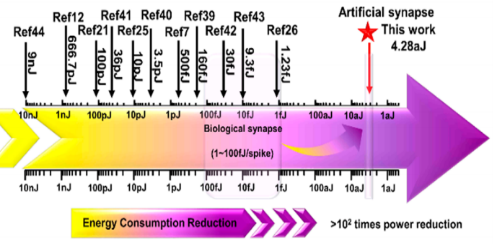 Artificial synapse
This work
4.28aJ
Ref44 Ref12 Ref21 Ref41 Ref25 Ref40 Ref7 Ref39 Ref42 Ref43 Ref26
9nJ 666.7pJ 100pJ 36pJ 10pJ 3.5pJ 500fJ 160fJ 30fJ 9.3fJ 1.23fJ
10nJ 1nJ 100pJ 10pJ 1pJ 100fJ 10fJ 1fJ 100aJ 10aJ 1aJ
Biological synapse
(1~100fJ/spike)
10nJ 1nJ 100pJ 10pJ 1pJ 100fJ 10fJ 1fJ 100aJ 10aJ 1aJ
Energy Consumption Reduction >10² times power reduction